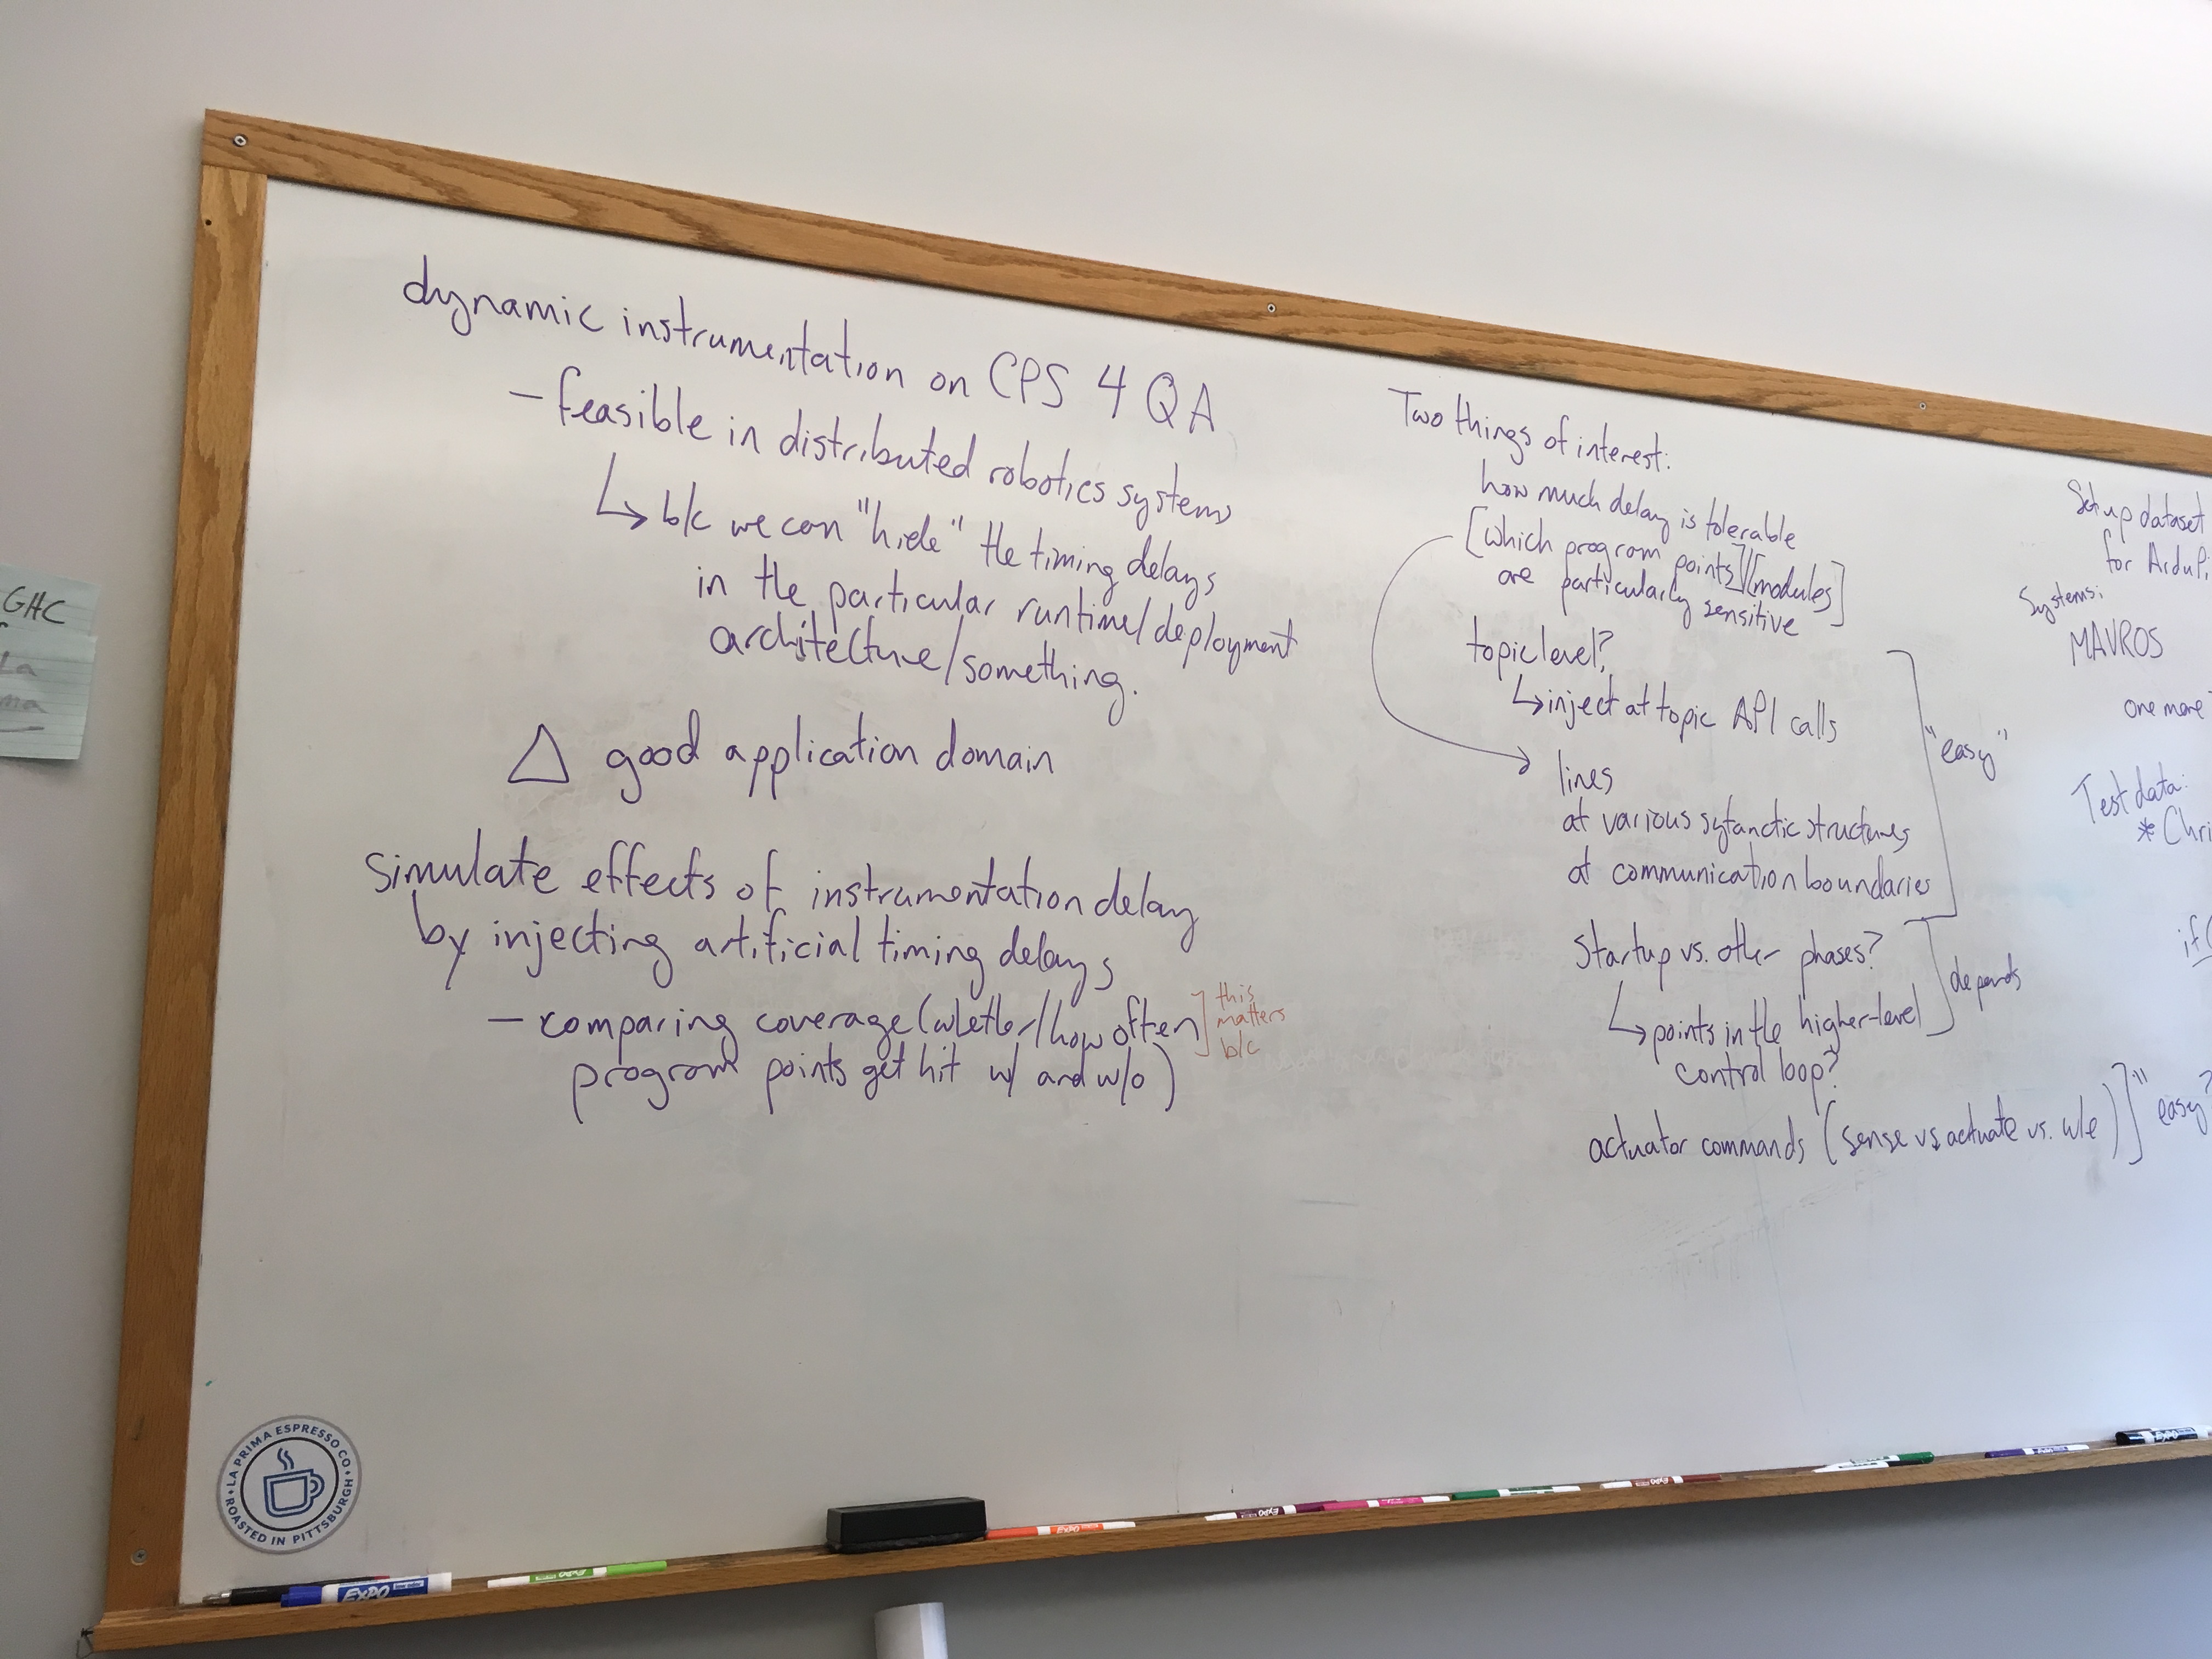 dynamic instrumentation on CPS 4 QA
– feasible in distributed robotics systems
↳ b/c we can "hide" the timing delays
in the particular runtime/deployment
architecture/something.
△ good application domain
Simulate effects of instrumentation delay
by injecting artificial timing delays
– comparing coverage (whether/how often
program points get hit w/ and w/o)
] this
matters
b/c
Two things of interest:
how much delay is tolerable
[which program points][modules]
are particularly sensitive
topic level?
↳ inject at topic API calls
lines
at various sytanctic structures
at communication boundaries
"easy"
Startup vs. other phases?
↳ points in the higher-level
control loop?
depends
actuator commands (sense vs actuate vs. w/e)] "easy?
Set up dataset
for ArduPi
Systems:
MAVROS
one more
Test data:
* Chri
if (
GHC
La
ma
LA PRIMA ESPRESSO CO
ROASTED IN PITTSBURGH
EXPO
EXPO
EXPO